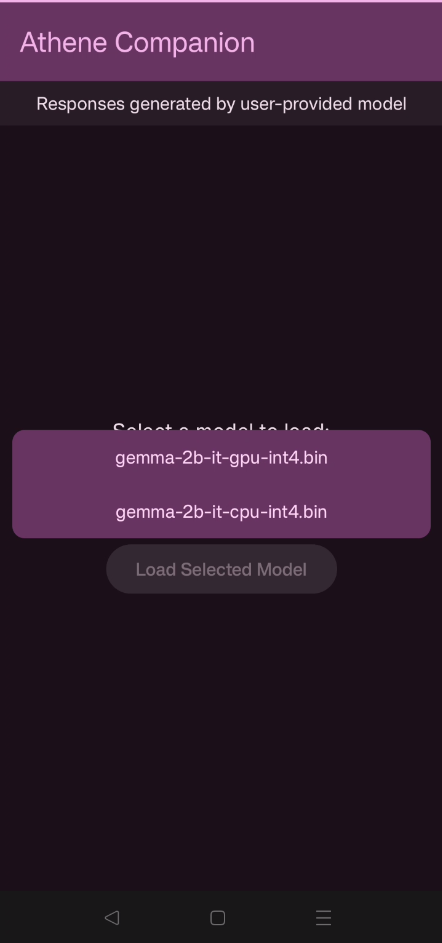 Athene Companion
Responses generated by user-provided model
Select a model to load:
gemma-2b-it-gpu-int4.bin
gemma-2b-it-cpu-int4.bin
Load Selected Model